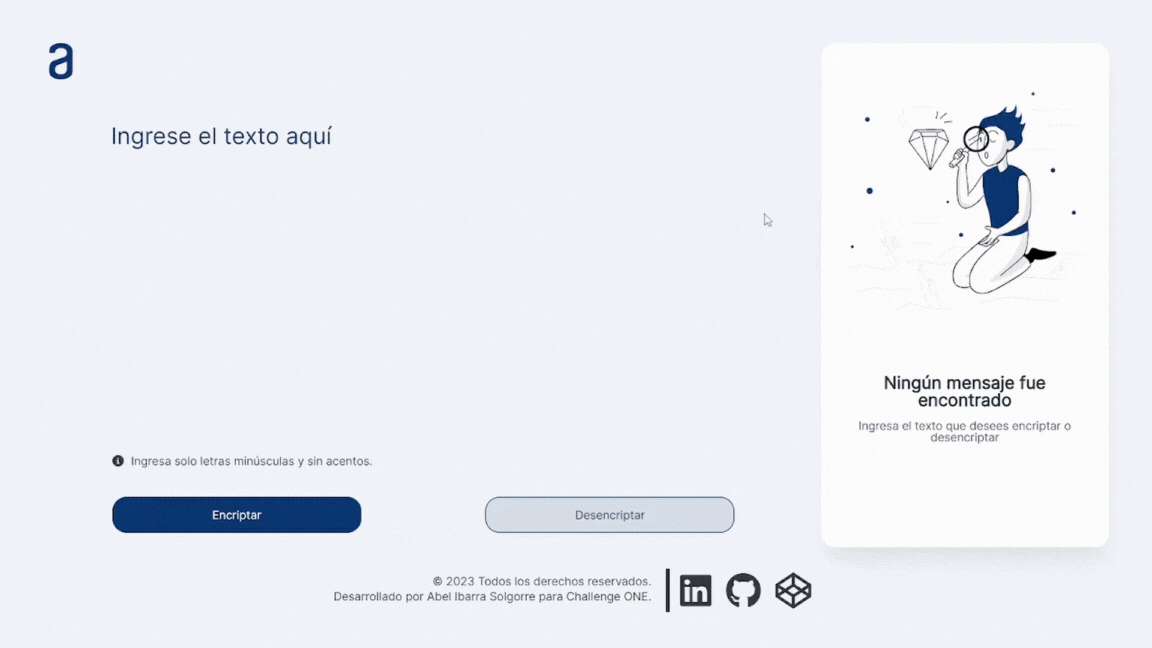 a
Ingrese el texto aquí
Ningún mensaje fue
encontrado
Ingresa el texto que desees encriptar o
desencriptar
Ingresa solo letras minúsculas y sin acentos.
Encriptar
Desencriptar
© 2023 Todos los derechos reservados.
Desarrollado por Abel Ibarra Solgorre para Challenge ONE.
in